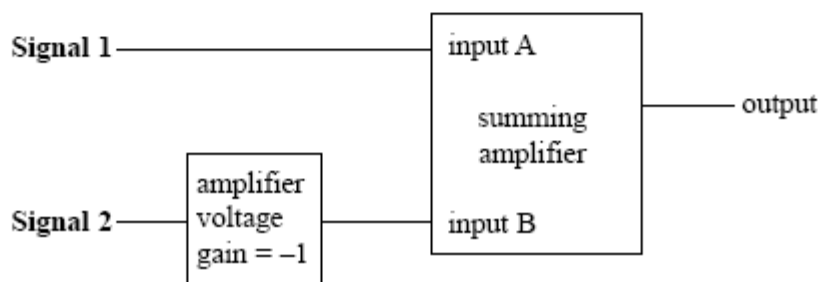 Signal 1
input A
summing
amplifier
output
Signal 2
amplifier
voltage
gain = –1
input B